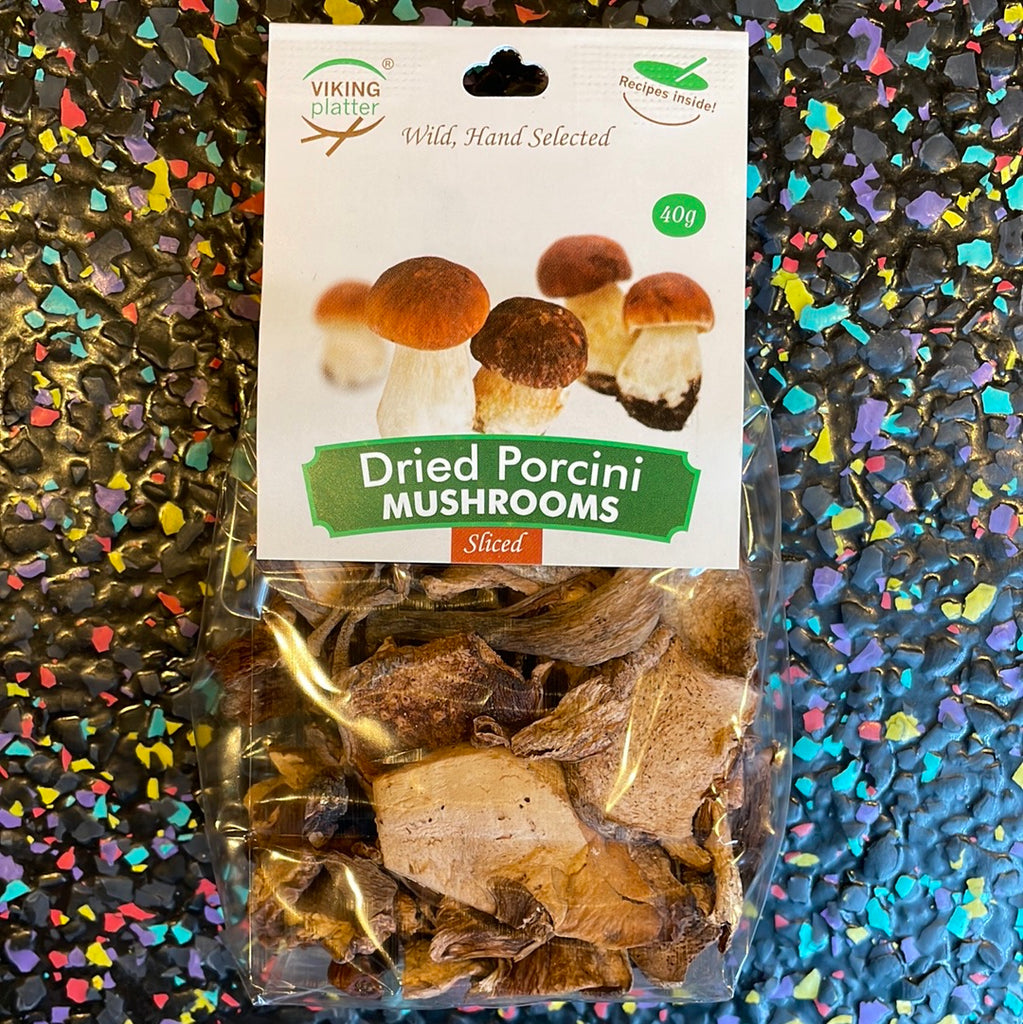 VIKING ®
platter
Recipes inside!
Wild, Hand Selected
40g
Dried Porcini
MUSHROOMS
Sliced